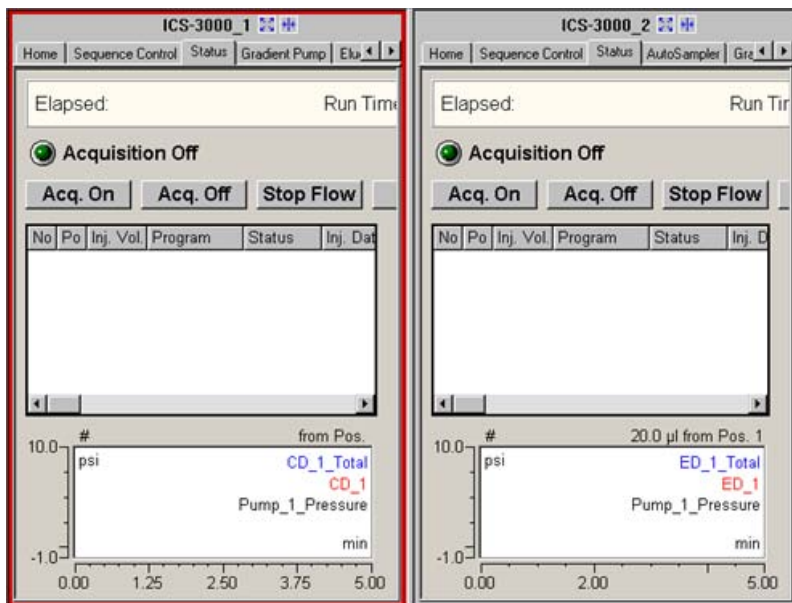 ICS-3000_1
Home Sequence Control Status Gradient Pump Elu
Elapsed: Run Time
Acquisition Off
Acq. On Acq. Off Stop Flow
No Po Inj. Vol. Program Status Inj. Dat
# from Pos.
10.0
psi CD_1_Total
CD_1
Pump_1_Pressure
min
-1.0
0.00 1.25 2.50 3.75 5.00
ICS-3000_2
Home Sequence Control Status AutoSampler Gra
Elapsed: Run Tir
Acquisition Off
Acq. On Acq. Off Stop Flow
No Po Inj. Vol. Program Status Inj. D
# 20.0 µl from Pos. 1
10.0
psi ED_1_Total
ED_1
Pump_1_Pressure
min
-1.0
0.00 2.00 5.00